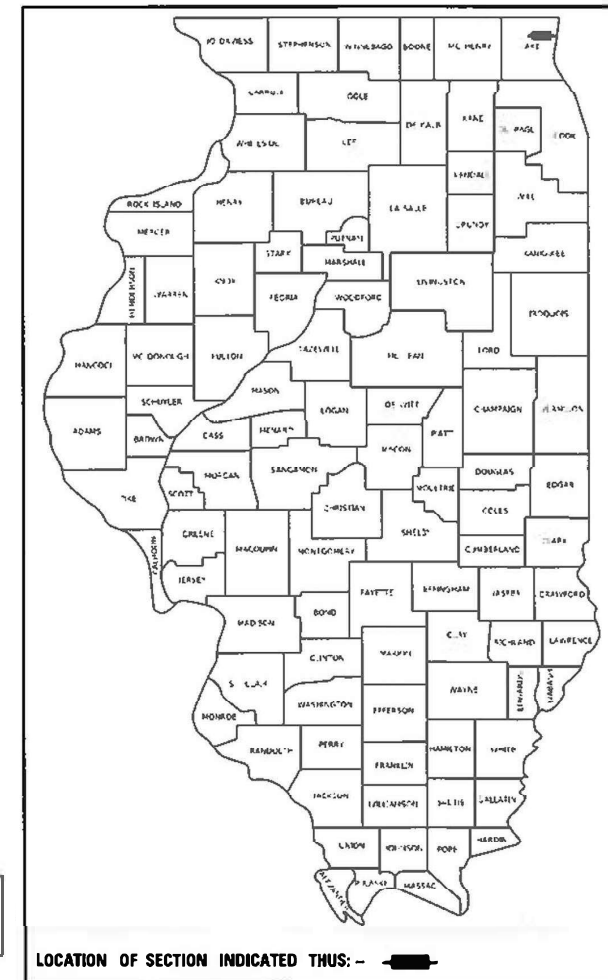 JO DAVIESS STEPHENSON WINNEBAGO BOONE MC HENRY LAKE
CARROLL OGLE
DE KALB KANE DU PAGE COOK
WHITESIDE LEE
KENDALL
ROCK ISLAND HENRY BUREAU LA SALLE WILL
MERCER GRUNDY
PUTNAM
STARK MARSHALL KANKAKEE
HENDERSON WARREN KNOX PEORIA WOODFORD LIVINGSTON
IROQUOIS
HANCOCK MC DONOUGH FULTON TAZEWELL MC LEAN FORD
SCHUYLER MASON
LOGAN DE WITT CHAMPAIGN VERMILION
ADAMS BROWN CASS MENARD PIATT
MACON
MORGAN SANGAMON DOUGLAS
PIKE SCOTT MOULTRIE EDGAR
CHRISTIAN COLES
GREENE SHELBY
CALHOUN MACOUPIN MONTGOMERY CUMBERLAND CLARK
JERSEY
FAYETTE EFFINGHAM JASPER CRAWFORD
BOND
MADISON CLAY RICHLAND LAWRENCE
CLINTON MARION
ST CLAIR WAYNE EDWARDS WABASH
MONROE WASHINGTON JEFFERSON
RANDOLPH PERRY HAMILTON WHITE
FRANKLIN
JACKSON WILLIAMSON SALINE GALLATIN
UNION JOHNSON POPE HARDIN
ALEXANDER PULASKI MASSAC
LOCATION OF SECTION INDICATED THUS: -